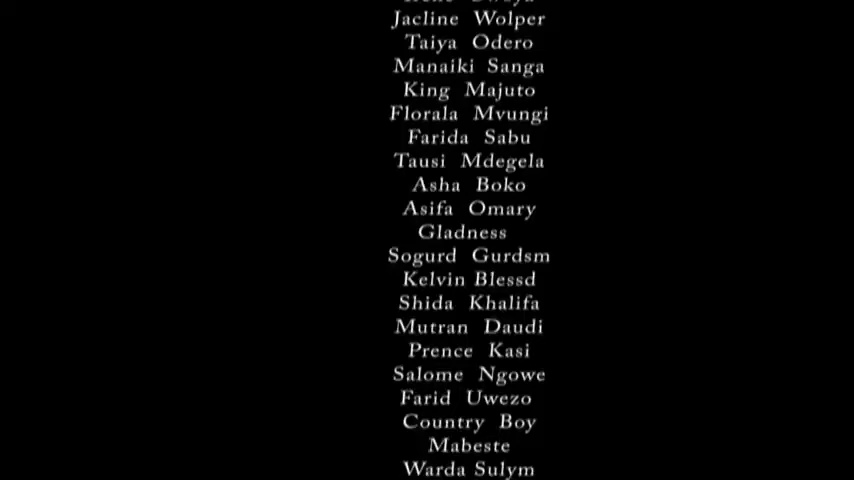 Jacline Wolper
Taiya Odero
Manaiki Sanga
King Majuto
Florala Mvungi
Farida Sabu
Tausi Mdegela
Asha Boko
Asifa Omary
Gladness
Sogurd Gurdsm
Kelvin Blessd
Shida Khalifa
Mutran Daudi
Prence Kasi
Salome Ngowe
Farid Uwezo
Country Boy
Mabeste
Warda Sulym